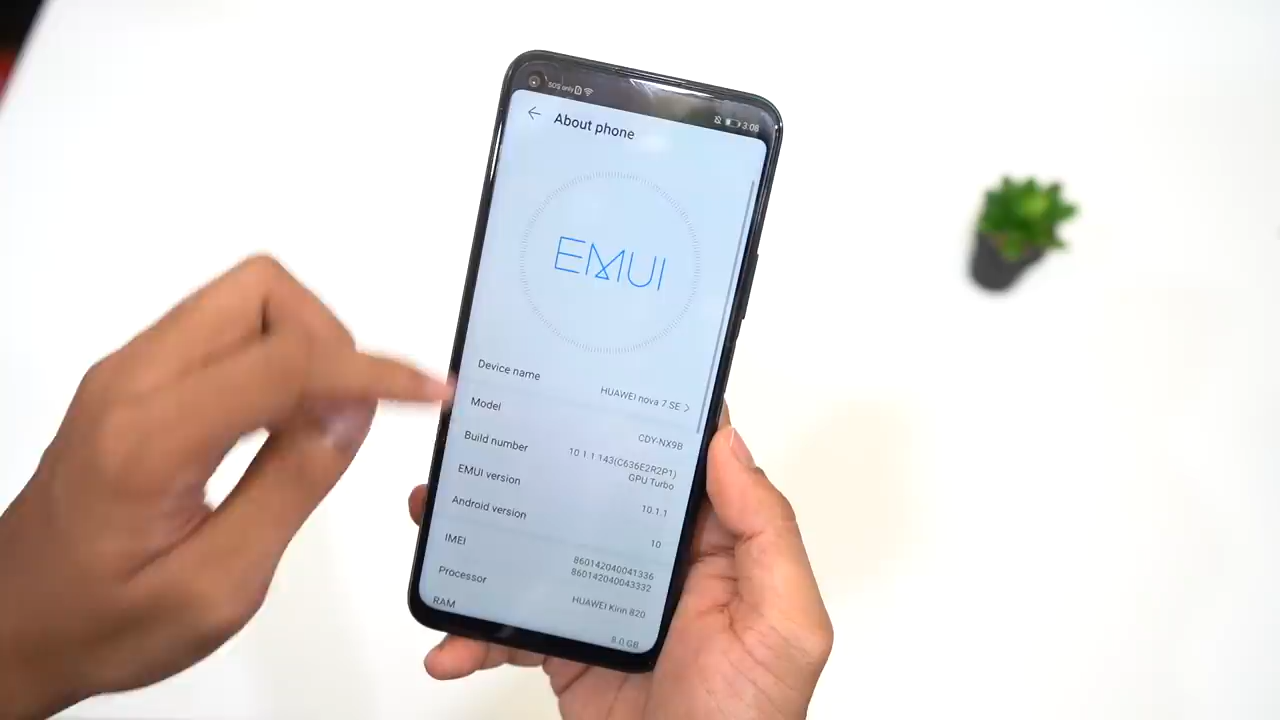 SOS only
3:08
About phone
EMUI
Device name
HUAWEI nova 7 SE
Model
CDY-NX9B
Build number
10.1.1.143(C636E2R2P1)
GPU Turbo
EMUI version
10.1.1
Android version
10
IMEI
860142040041336
860142040043332
Processor
HUAWEI Kirin 820
RAM
8.0 GB